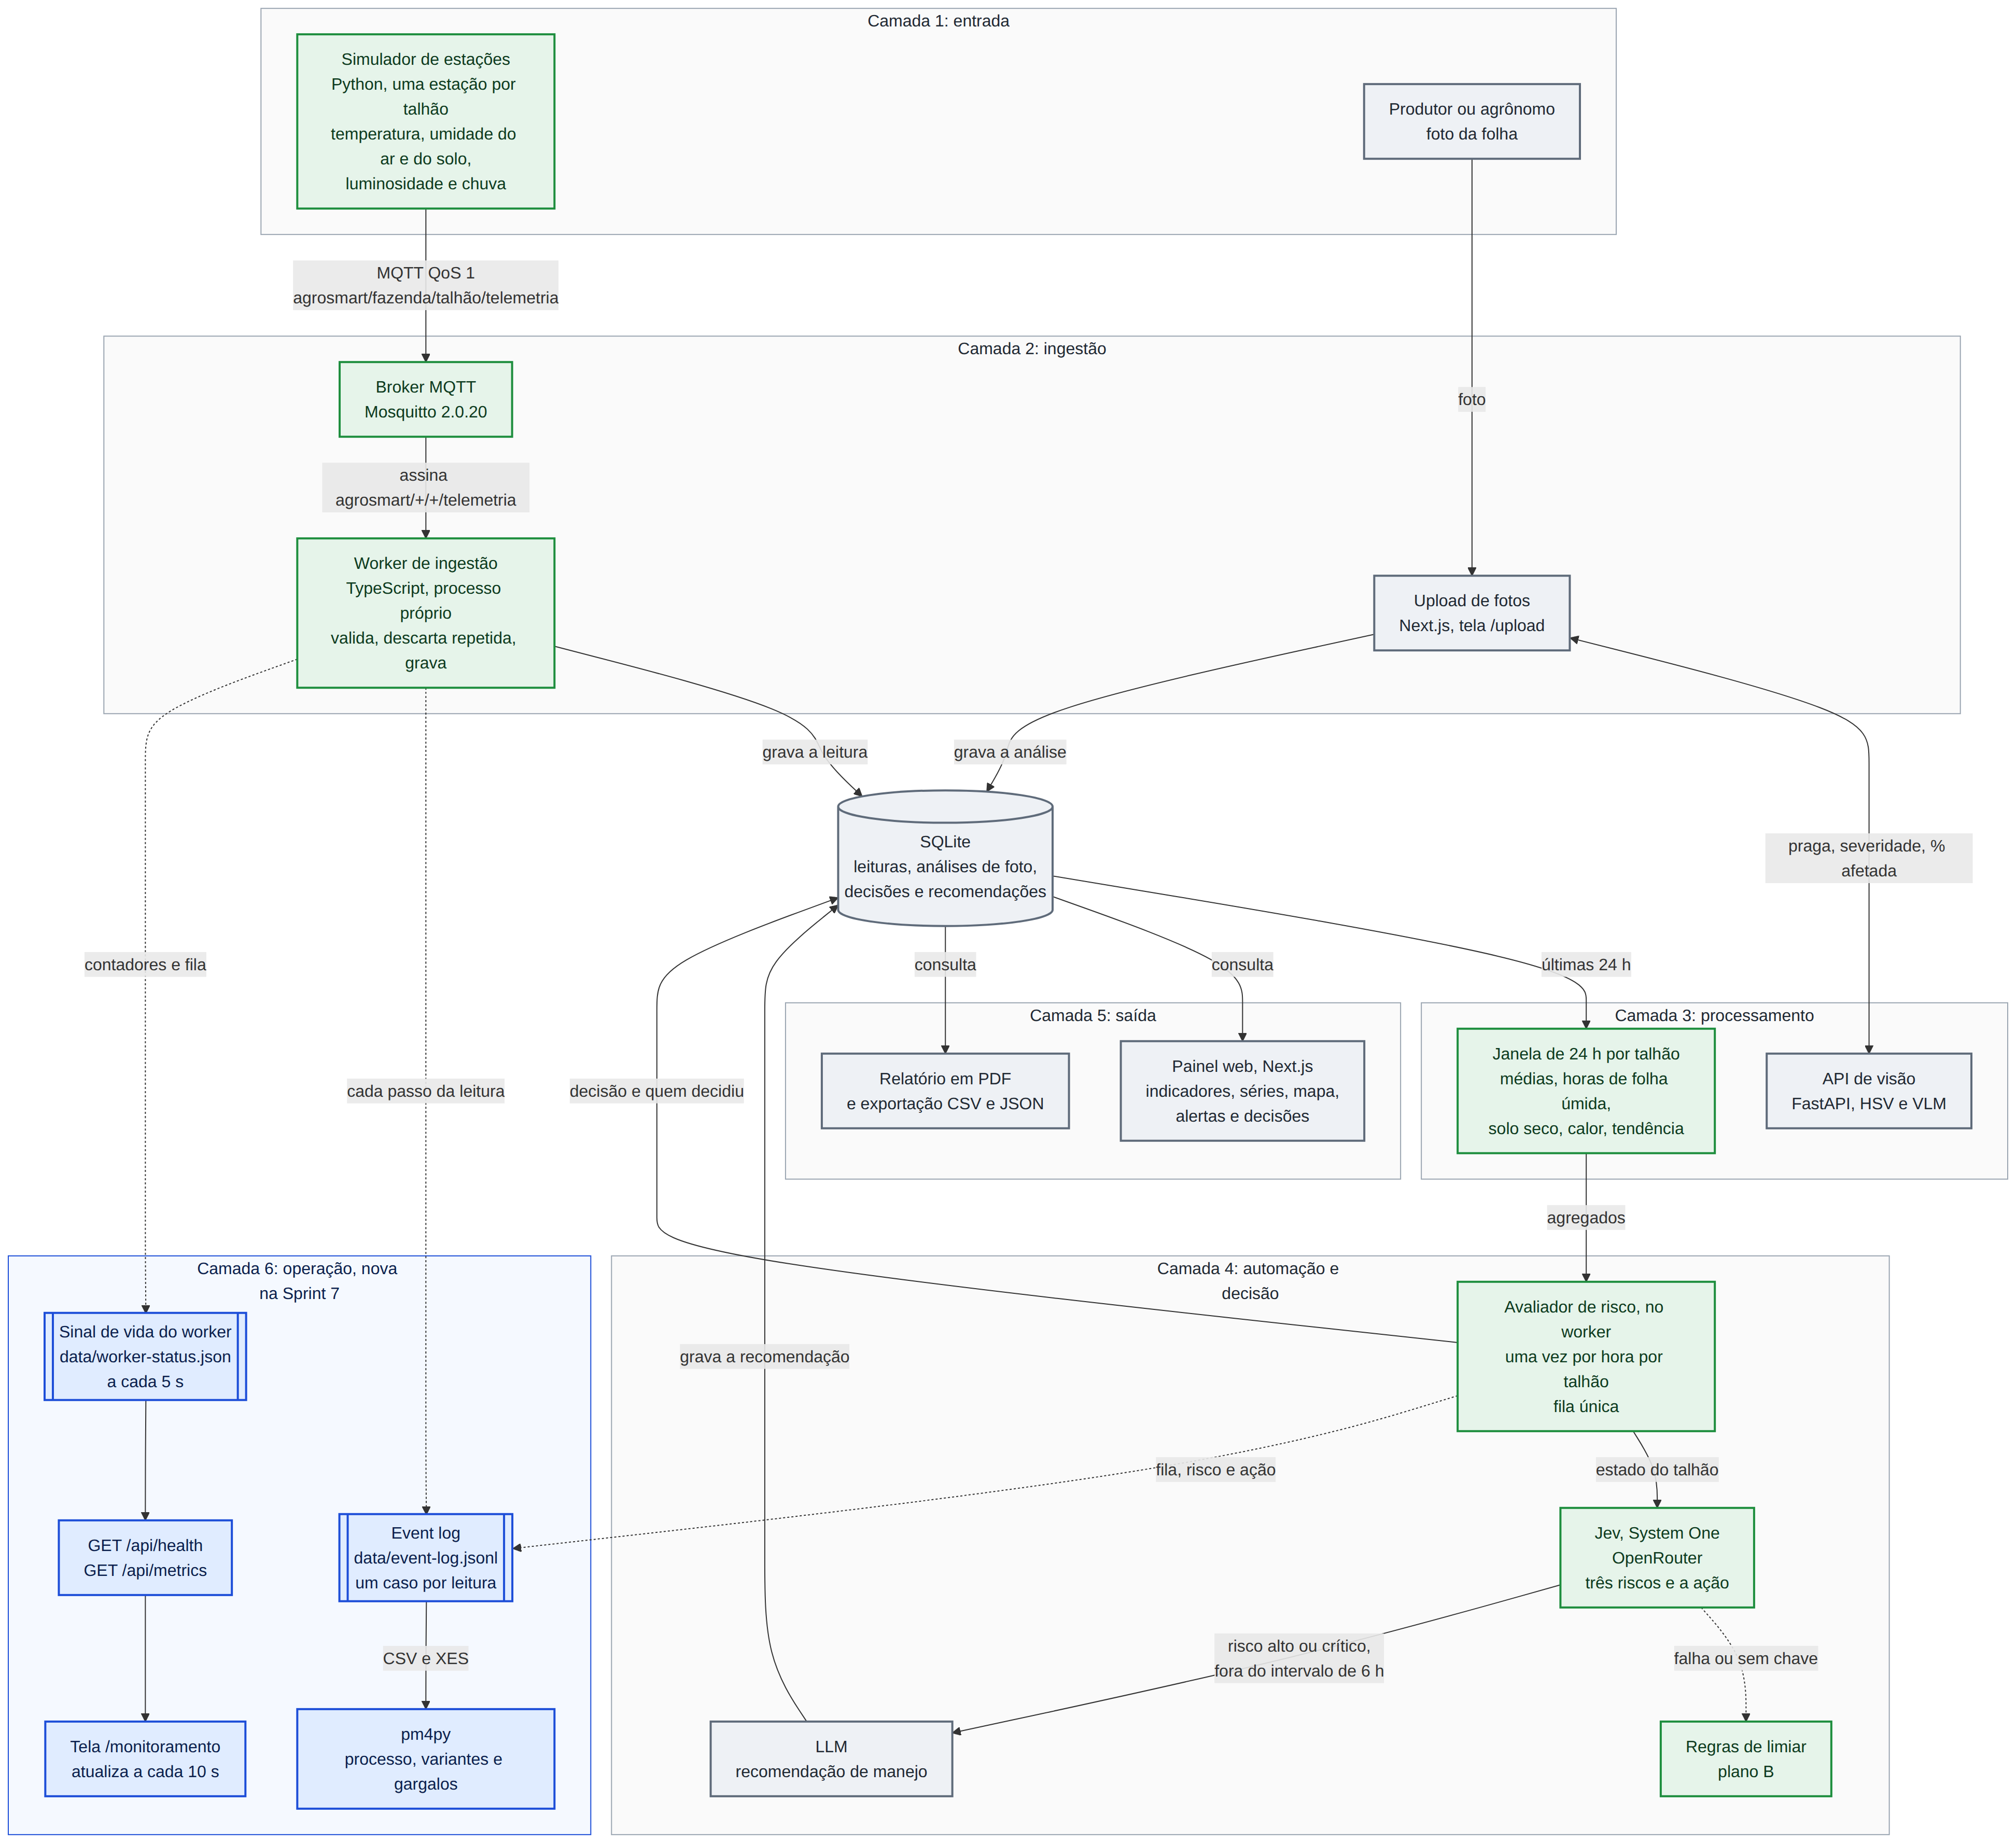 Camada 1: entrada
Simulador de estações
Python, uma estação por
talhão
temperatura, umidade do
ar e do solo,
luminosidade e chuva
Produtor ou agrônomo
foto da folha
MQTT QoS 1
agrosmart/fazenda/talhão/telemetria
foto
Camada 2: ingestão
Broker MQTT
Mosquitto 2.0.20
assina
agrosmart/+/+/telemetria
Worker de ingestão
TypeScript, processo
próprio
valida, descarta repetida,
grava
Upload de fotos
Next.js, tela /upload
grava a leitura
grava a análise
SQLite
leituras, análises de foto,
decisões e recomendações
praga, severidade, %
afetada
contadores e fila
consulta
consulta
últimas 24 h
cada passo da leitura
decisão e quem decidiu
Camada 5: saída
Relatório em PDF
e exportação CSV e JSON
Painel web, Next.js
indicadores, séries, mapa,
alertas e decisões
Camada 3: processamento
Janela de 24 h por talhão
médias, horas de folha
úmida,
solo seco, calor, tendência
API de visão
FastAPI, HSV e VLM
agregados
Camada 6: operação, nova
na Sprint 7
Sinal de vida do worker
data/worker-status.json
a cada 5 s
GET /api/health
GET /api/metrics
Tela /monitoramento
atualiza a cada 10 s
Event log
data/event-log.jsonl
um caso por leitura
CSV e XES
pm4py
processo, variantes e
gargalos
Camada 4: automação e
decisão
Avaliador de risco, no
worker
uma vez por hora por
talhão
fila única
grava a recomendação
fila, risco e ação
estado do talhão
Jev, System One
OpenRouter
três riscos e a ação
risco alto ou crítico,
fora do intervalo de 6 h
falha ou sem chave
LLM
recomendação de manejo
Regras de limiar
plano B